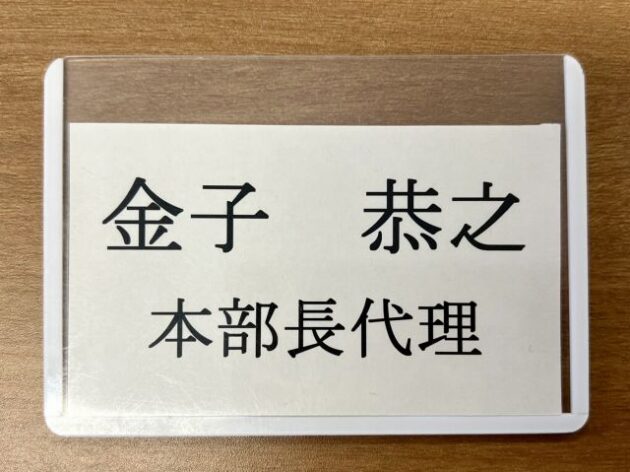 金子　恭之
本部長代理